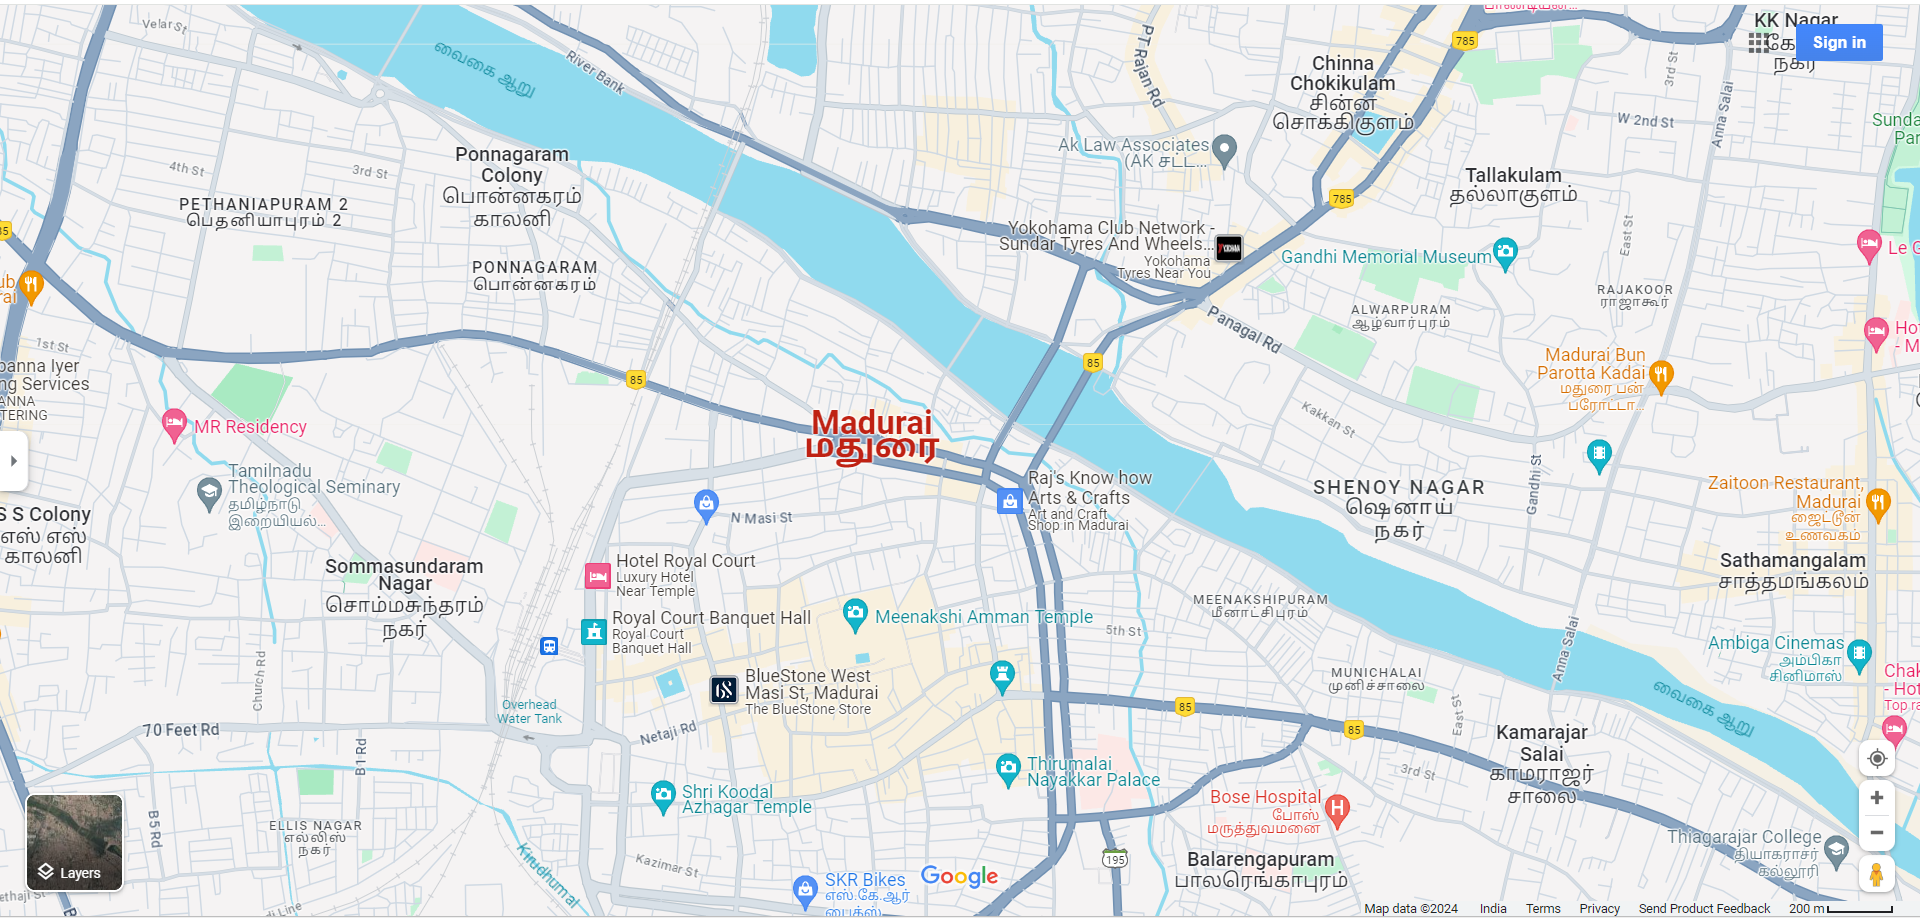 Velar St
வைகை ஆறு
River Bank
PT Rajan Rd
785
KK Nagar
நகர்
Sign in
Chinna
Chokikulam
சின்ன
சொக்கிகுளம்
3rd St
Anna Salai
W 2nd St
Ak Law Associates
(AK சட்ட...
Ponnagaram
Colony
பொன்னகரம்
காலனி
4th St
3rd St
PETHANIAPURAM 2
பெதனியாபுரம் 2
Tallakulam
தல்லாகுளம்
785
Yokohama Club Network -
Sundar Tyres And Wheels...
Yokohama
Tyres Near You
Gandhi Memorial Museum
East St
Le
PONNAGARAM
பொன்னகரம்
RAJAKOOR
ராஜாகூர்
ALWARPURAM
ஆழ்வார்புரம்
Panagal Rd
1st St
85
85
Madurai Bun
Parotta Kadai
மதுரை பன்
பரோட்டா...
panna Iyer
ng Services
ANNA
TERING
MR Residency
Madurai
மதுரை
Kakkan St
Tamilnadu
Theological Seminary
தமிழ்நாடு
இறையியல்...
Raj's Know how
Arts & Crafts
Art and Craft
Shop in Madurai
SHENOY NAGAR
ஷெனாய்
நகர்
Gandhi St
Zaitoon Restaurant,
Madurai
ஜைட்டூன்
உணவகம்
S S Colony
எஸ் எஸ்
காலனி
N Masi St
Sommasundaram
Nagar
சொம்மசுந்தரம்
நகர்
Hotel Royal Court
Luxury Hotel
Near Temple
Sathamangalam
சாத்தமங்கலம்
Royal Court Banquet Hall
Royal Court
Banquet Hall
Meenakshi Amman Temple
MEENAKSHIPURAM
மீனாட்சிபுரம்
5th St
Anna Salai
Ambiga Cinemas
அம்பிகா
சினிமாஸ்
Church Rd
BlueStone West
Masi St, Madurai
The BlueStone Store
MUNICHALAI
முனிச்சாலை
East St
வைகை ஆறு
Overhead
Water Tank
85
85
70 Feet Rd
Netaji Rd
B1 Rd
Kamarajar
Salai
காமராஜர்
சாலை
Thirumalai
Nayakkar Palace
3rd St
Shri Koodal
Azhagar Temple
Bose Hospital
போஸ்
மருத்துவமனை
B5 Rd
ELLIS NAGAR
எல்லிஸ்
நகர்
Kirudhumal
Kazimar St
195
Balarengapuram
பாலரெங்காபுரம்
Thiagarajar College
தியாகராசர்
கல்லூரி
Layers
SKR Bikes
எஸ்.கே.ஆர்
Google
Map data ©2024 India Terms Privacy Send Product Feedback 200 m